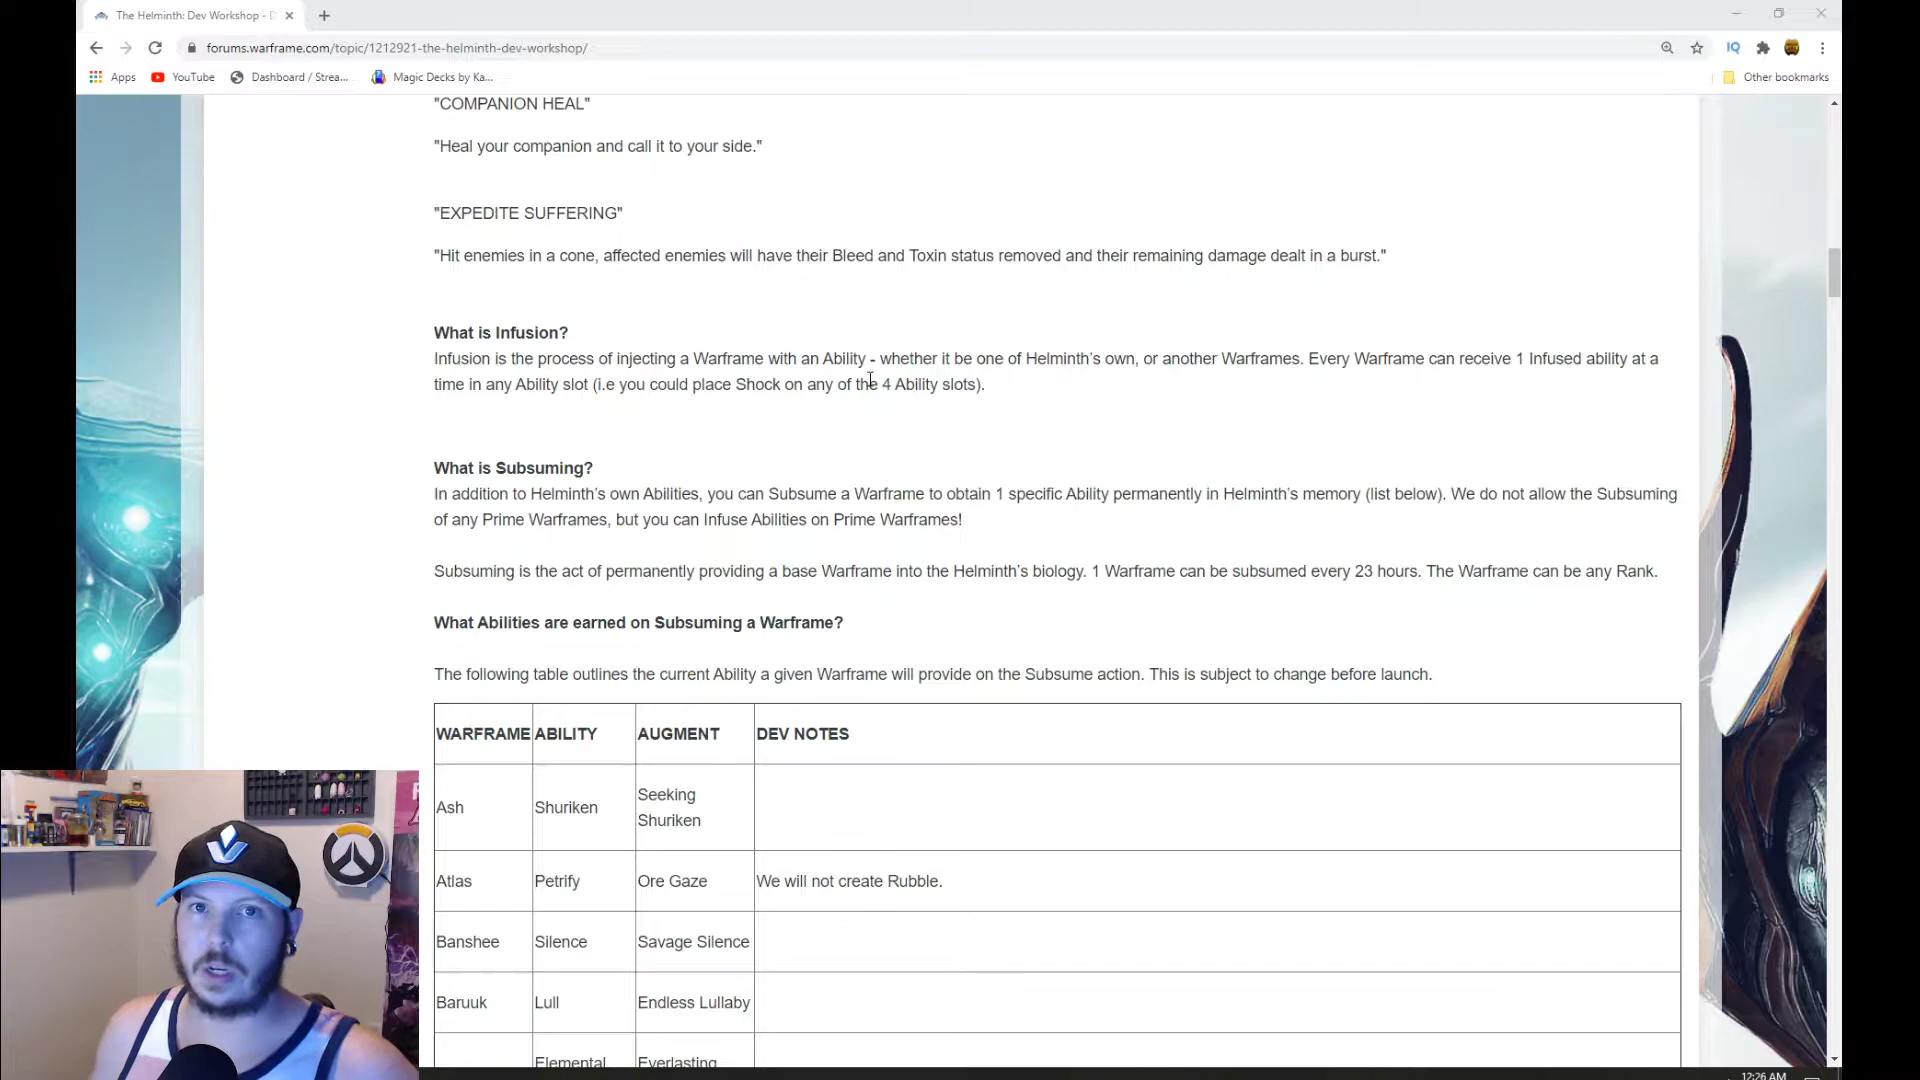 The Helminth: Dev Workshop - D
forums.warframe.com/topic/1212921-the-helminth-dev-workshop/
IQ
Apps YouTube Dashboard / Strea... Magic Decks by Ka... Other bookmarks
"COMPANION HEAL"
"Heal your companion and call it to your side."
"EXPEDITE SUFFERING"
"Hit enemies in a cone, affected enemies will have their Bleed and Toxin status removed and their remaining damage dealt in a burst."
What is Infusion?
Infusion is the process of injecting a Warframe with an Ability - whether it be one of Helminth's own, or another Warframes. Every Warframe can receive 1 Infused ability at a
time in any Ability slot (i.e you could place Shock on any of the 4 Ability slots).
What is Subsuming?
In addition to Helminth's own Abilities, you can Subsume a Warframe to obtain 1 specific Ability permanently in Helminth's memory (list below). We do not allow the Subsuming
of any Prime Warframes, but you can Infuse Abilities on Prime Warframes!
Subsuming is the act of permanently providing a base Warframe into the Helminth's biology. 1 Warframe can be subsumed every 23 hours. The Warframe can be any Rank.
What Abilities are earned on Subsuming a Warframe?
The following table outlines the current Ability a given Warframe will provide on the Subsume action. This is subject to change before launch.
WARFRAME ABILITY AUGMENT DEV NOTES
Ash Shuriken Seeking
Shuriken
Atlas Petrify Ore Gaze We will not create Rubble.
Banshee Silence Savage Silence
Baruuk Lull Endless Lullaby
Elemental Everlasting
12:26 AM